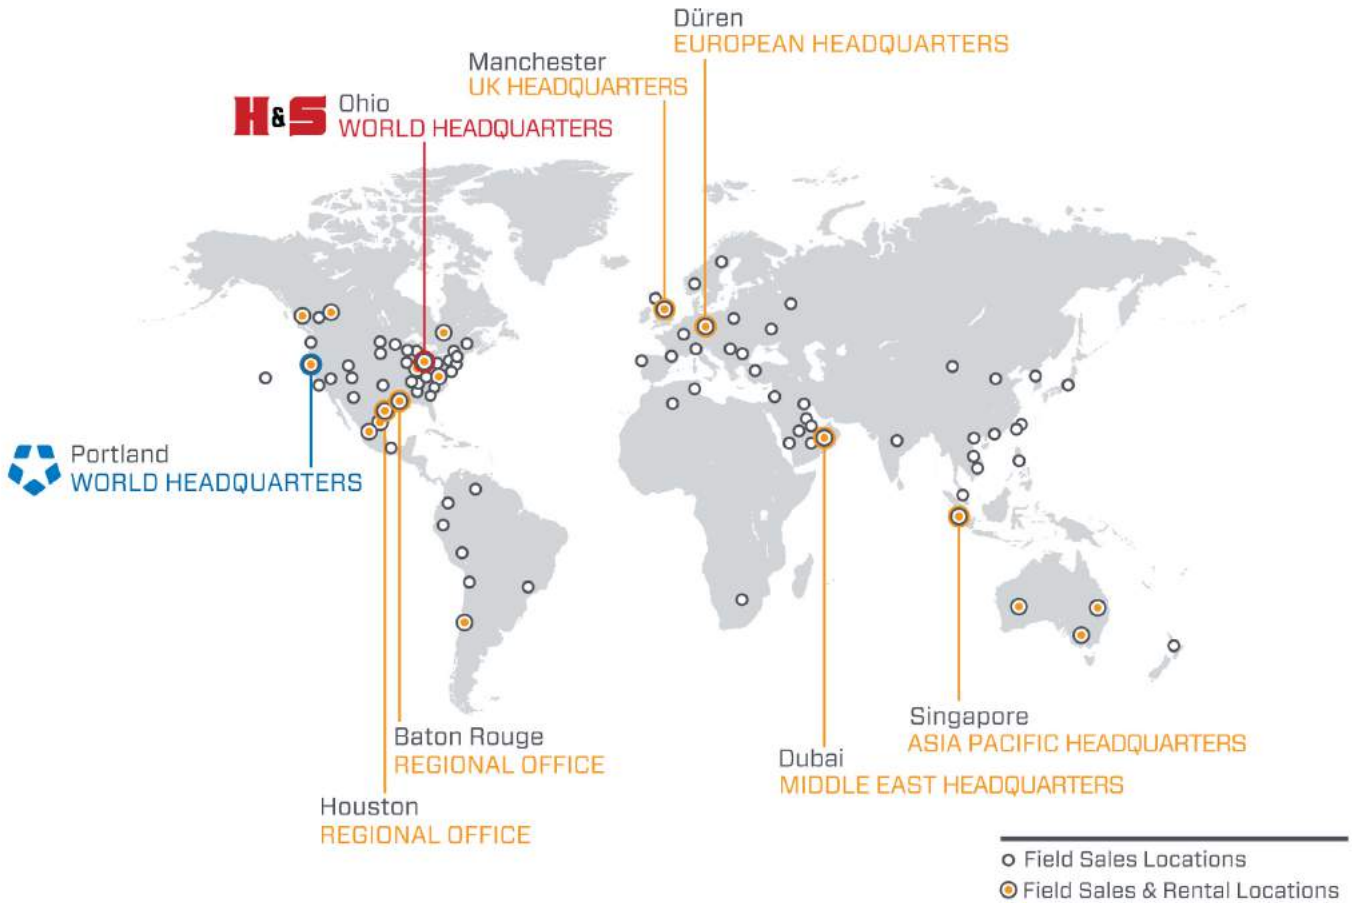 Düren
EUROPEAN HEADQUARTERS
Manchester
UK HEADQUARTERS
H&S
Ohio
WORLD HEADQUARTERS
Portland
WORLD HEADQUARTERS
Baton Rouge
REGIONAL OFFICE
Houston
REGIONAL OFFICE
Singapore
ASIA PACIFIC HEADQUARTERS
Dubai
MIDDLE EAST HEADQUARTERS
Field Sales Locations
Field Sales & Rental Locations